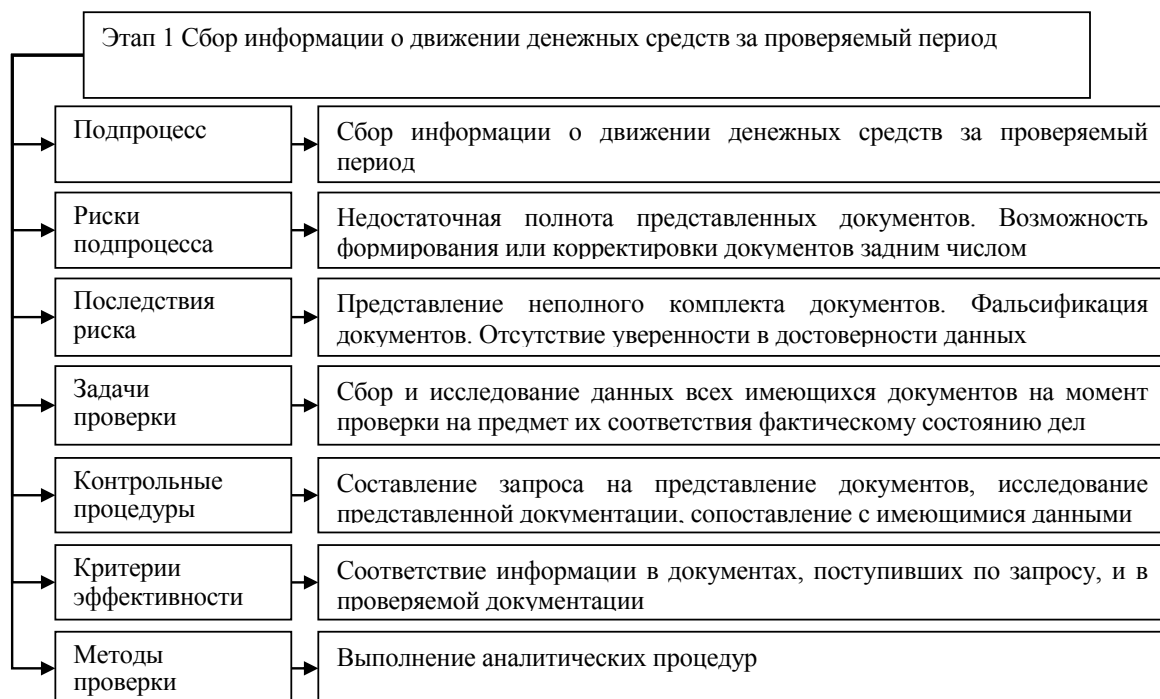 Этап 1 Сбор информации о движении денежных средств за проверяемый период
Подпроцесс
Сбор информации о движении денежных средств за проверяемый
период
Риски
подпроцесса
Недостаточная полнота представленных документов. Возможность
формирования или корректировки документов задним числом
Последствия
риска
Представление неполного комплекта документов. Фальсификация
документов. Отсутствие уверенности в достоверности данных
Задачи
проверки
Сбор и исследование данных всех имеющихся документов на момент
проверки на предмет их соответствия фактическому состоянию дел
Контрольные
процедуры
Составление запроса на представление документов, исследование
представленной документации, сопоставление с имеющимися данными
Критерии
эффективности
Соответствие информации в документах, поступивших по запросу, и в
проверяемой документации
Методы
проверки
Выполнение аналитических процедур